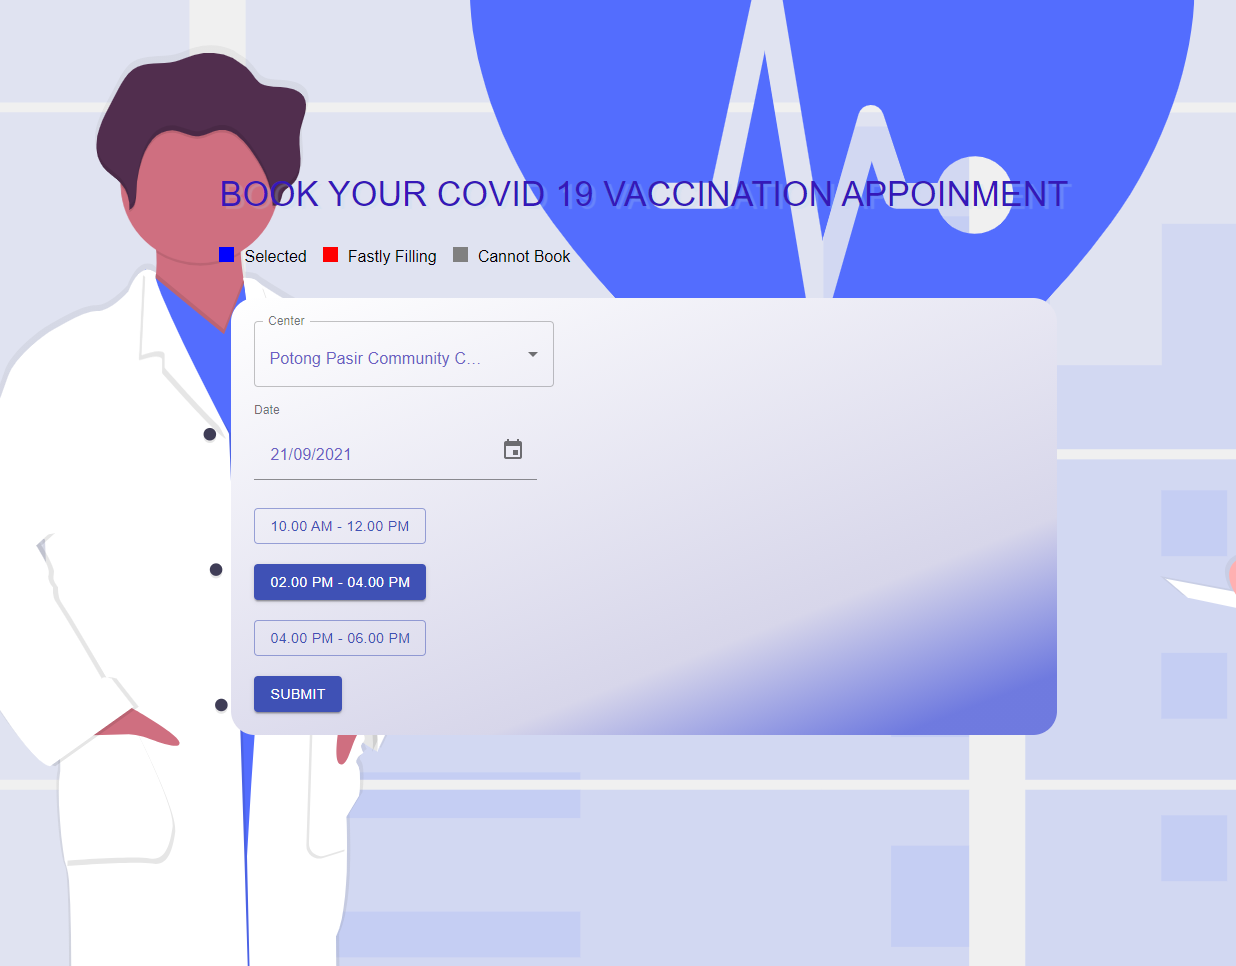 BOOK YOUR COVID 19 VACCINATION APPOINMENT
Selected Fastly Filling Cannot Book
Center
Potong Pasir Community C...
Date
21/09/2021
10.00 AM - 12.00 PM
02.00 PM - 04.00 PM
04.00 PM - 06.00 PM
SUBMIT